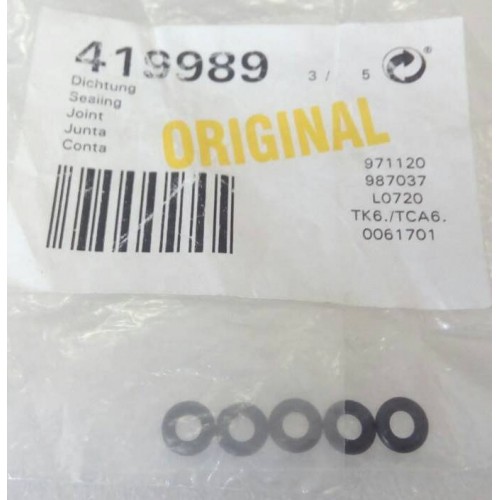 419989 3 / 5 ®
Dichtung
Sealing
Joint
Junta
Conta
ORIGINAL
971120
987037
L0720
TK6./TCA6.
0061701